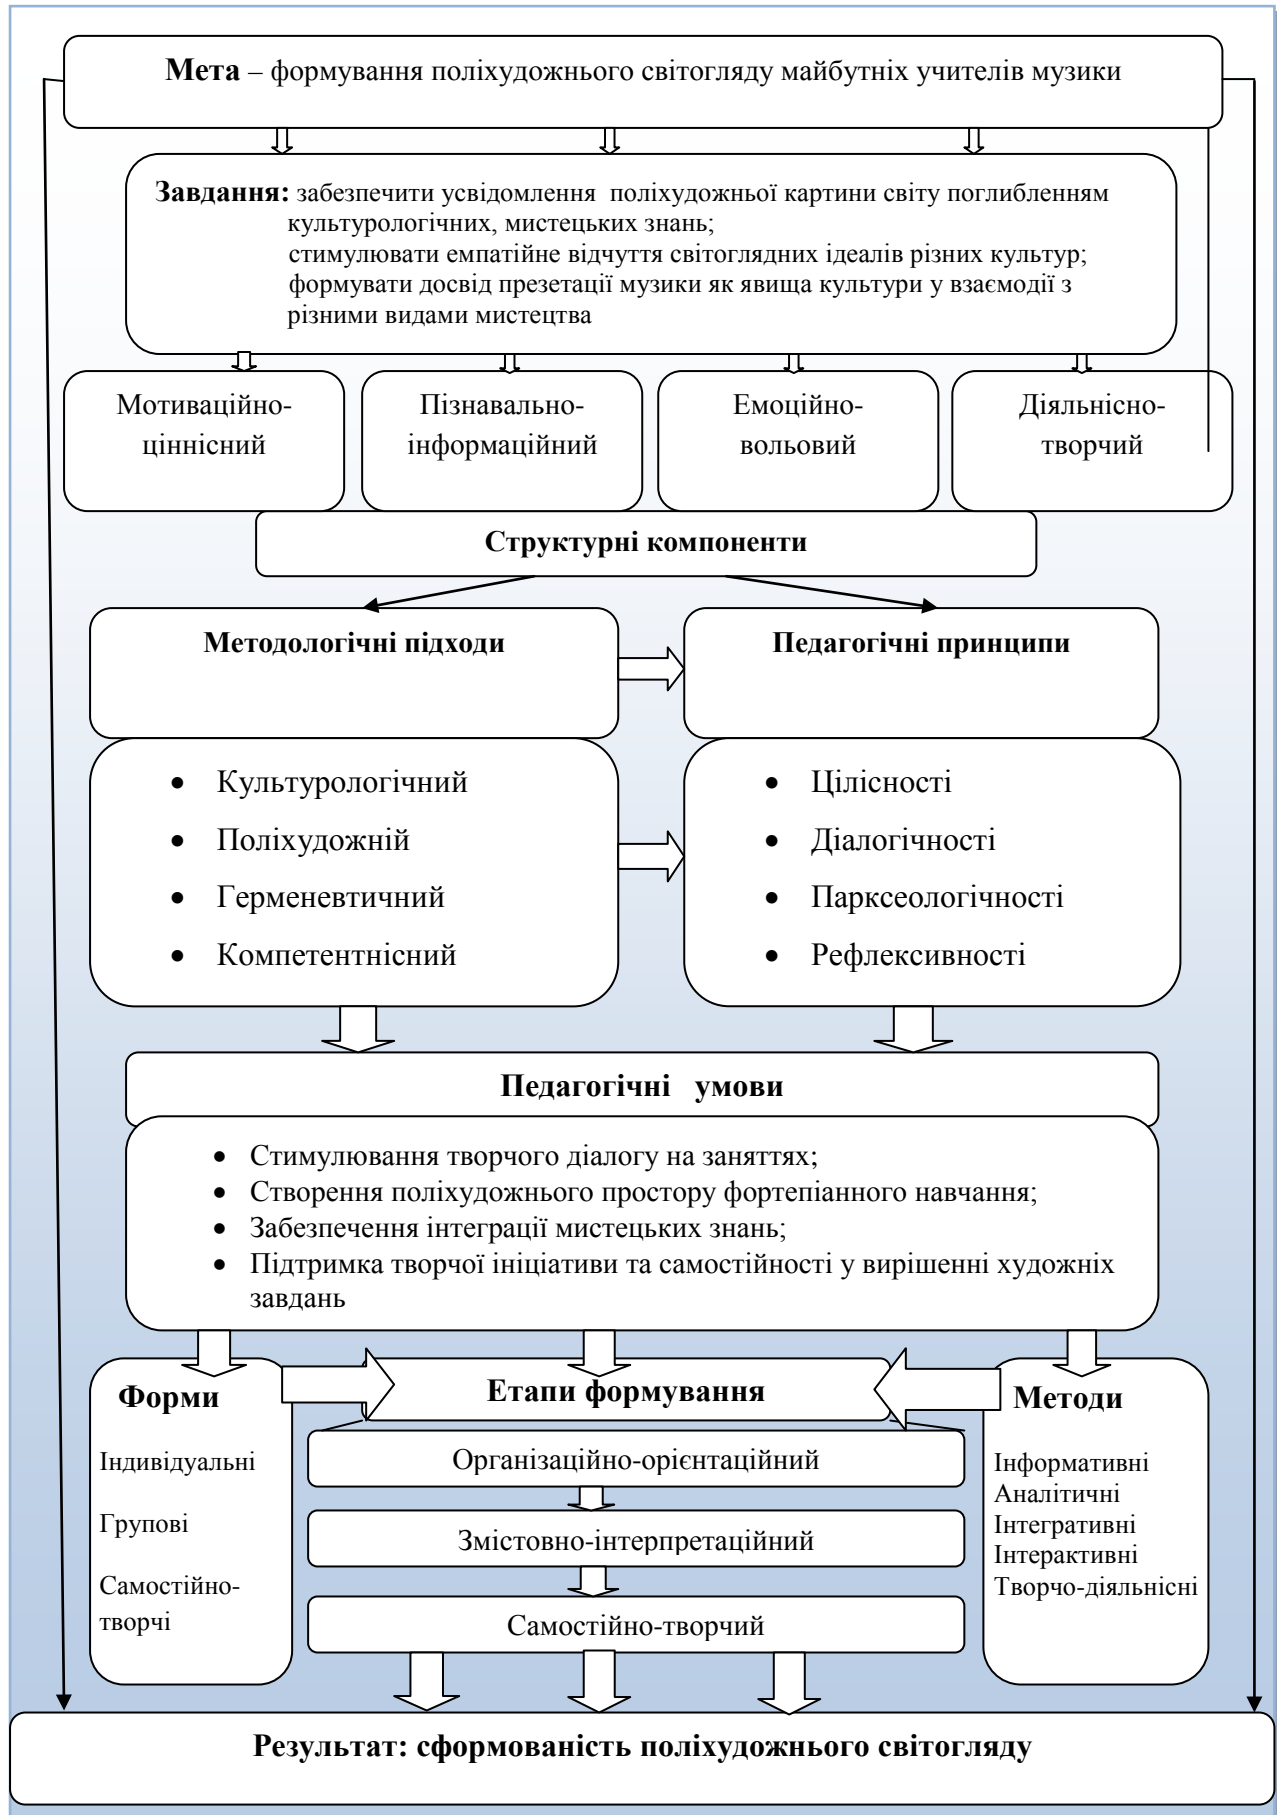 Мета – формування поліхудожнього світогляду майбутніх учителів музики
Завдання: забезпечити усвідомлення поліхудожньої картини світу поглибленням
культурологічних, мистецьких знань;
стимулювати емпатійне відчуття світоглядних ідеалів різних культур;
формувати досвід презетації музики як явища культури у взаємодії з
різними видами мистецтва
Мотиваційно-
ціннісний
Пізнавально-
інформаційний
Емоційно-
вольовий
Діяльнісно-
творчий
Структурні компоненти
Методологічні підходи
Педагогічні принципи
• Культурологічний
• Поліхудожній
• Герменевтичний
• Компетентнісний
• Цілісності
• Діалогічності
• Парксеологічності
• Рефлексивності
Педагогічні умови
• Стимулювання творчого діалогу на заняттях;
• Створення поліхудожнього простору фортепіанного навчання;
• Забезпечення інтеграції мистецьких знань;
• Підтримка творчої ініціативи та самостійності у вирішенні художніх
завдань
Форми
Індивідуальні
Групові
Самостійно-
творчі
Етапи формування
Організаційно-орієнтаційний
Змістовно-інтерпретаційний
Самостійно-творчий
Методи
Інформативні
Аналітичні
Інтегративні
Інтерактивні
Творчо-діяльнісні
Результат: сформованість поліхудожнього світогляду